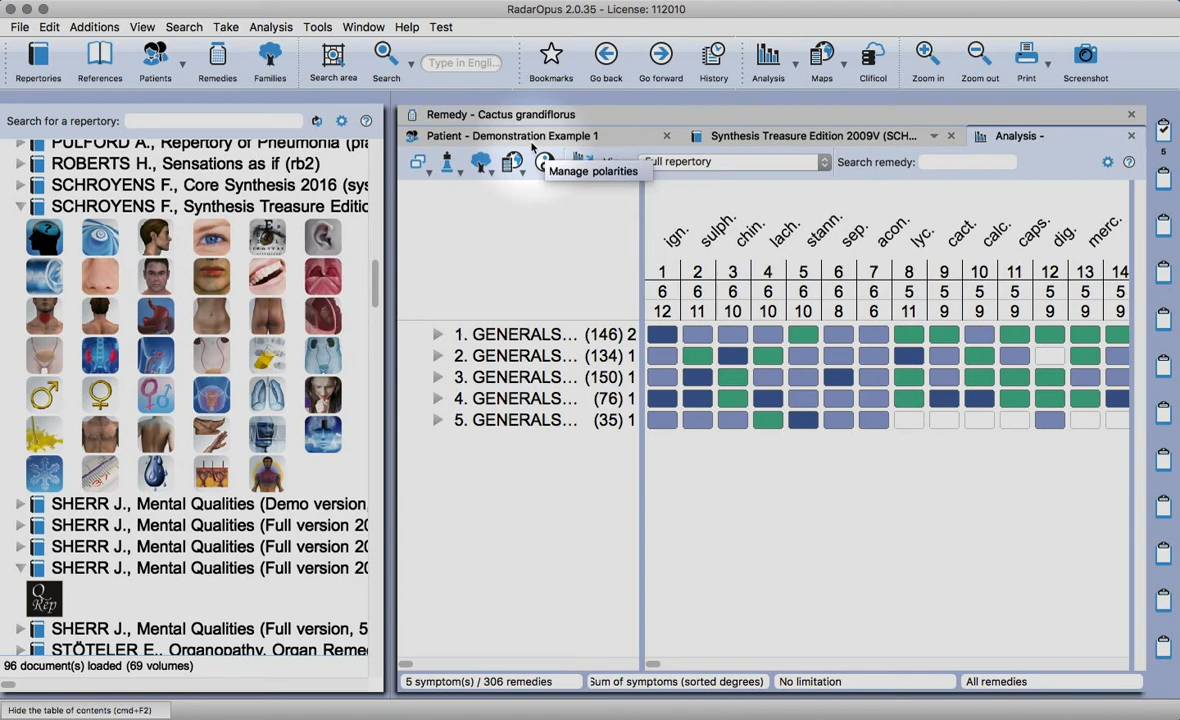 RadarOpus 2.0.35 - License: 112010
File Edit Additions View Search Take Analysis Tools Window Help Test
Repertories References Patients Remedies Families Search area Search Type in Engli... Bookmarks Go back Go forward History Analysis Maps Clificol Zoom in Zoom out Print Screenshot
Search for a repertory:
PULFORD A., Repertory of Pneumonia (pfa
ROBERTS H., Sensations as if (rb2)
SCHROYENS F., Core Synthesis 2016 (sys
SCHROYENS F., Synthesis Treasure Editic
SHERR J., Mental Qualities (Demo version,
SHERR J., Mental Qualities (Full version 20
SHERR J., Mental Qualities (Full version 20
SHERR J., Mental Qualities (Full version 20
Q
Rep
SHERR J., Mental Qualities (Full version, 5
STÖTELER E., Organopathy, Organ Reme
96 document(s) loaded (69 volumes)
Hide the table of contents (cmd+F2)
Remedy - Cactus grandiflorus
Patient - Demonstration Example 1 Synthesis Treasure Edition 2009V (SCH... Analysis -
Full repertory Search remedy:
Manage polarities
ign. sulph. chin. lach. stann. sep. acon. lyc. cact. calc. caps. dig. merc.
1 2 3 4 5 6 7 8 9 10 11 12 13 14
6 6 6 6 6 6 6 5 5 5 5 5 5 5
12 11 10 10 10 8 6 11 9 9 9 9 9 9
1. GENERALS... (146) 2
2. GENERALS... (134) 1
3. GENERALS... (150) 1
4. GENERALS... (76) 1
5. GENERALS... (35) 1
5 symptom(s) / 306 remedies Sum of symptoms (sorted degrees) No limitation All remedies
5